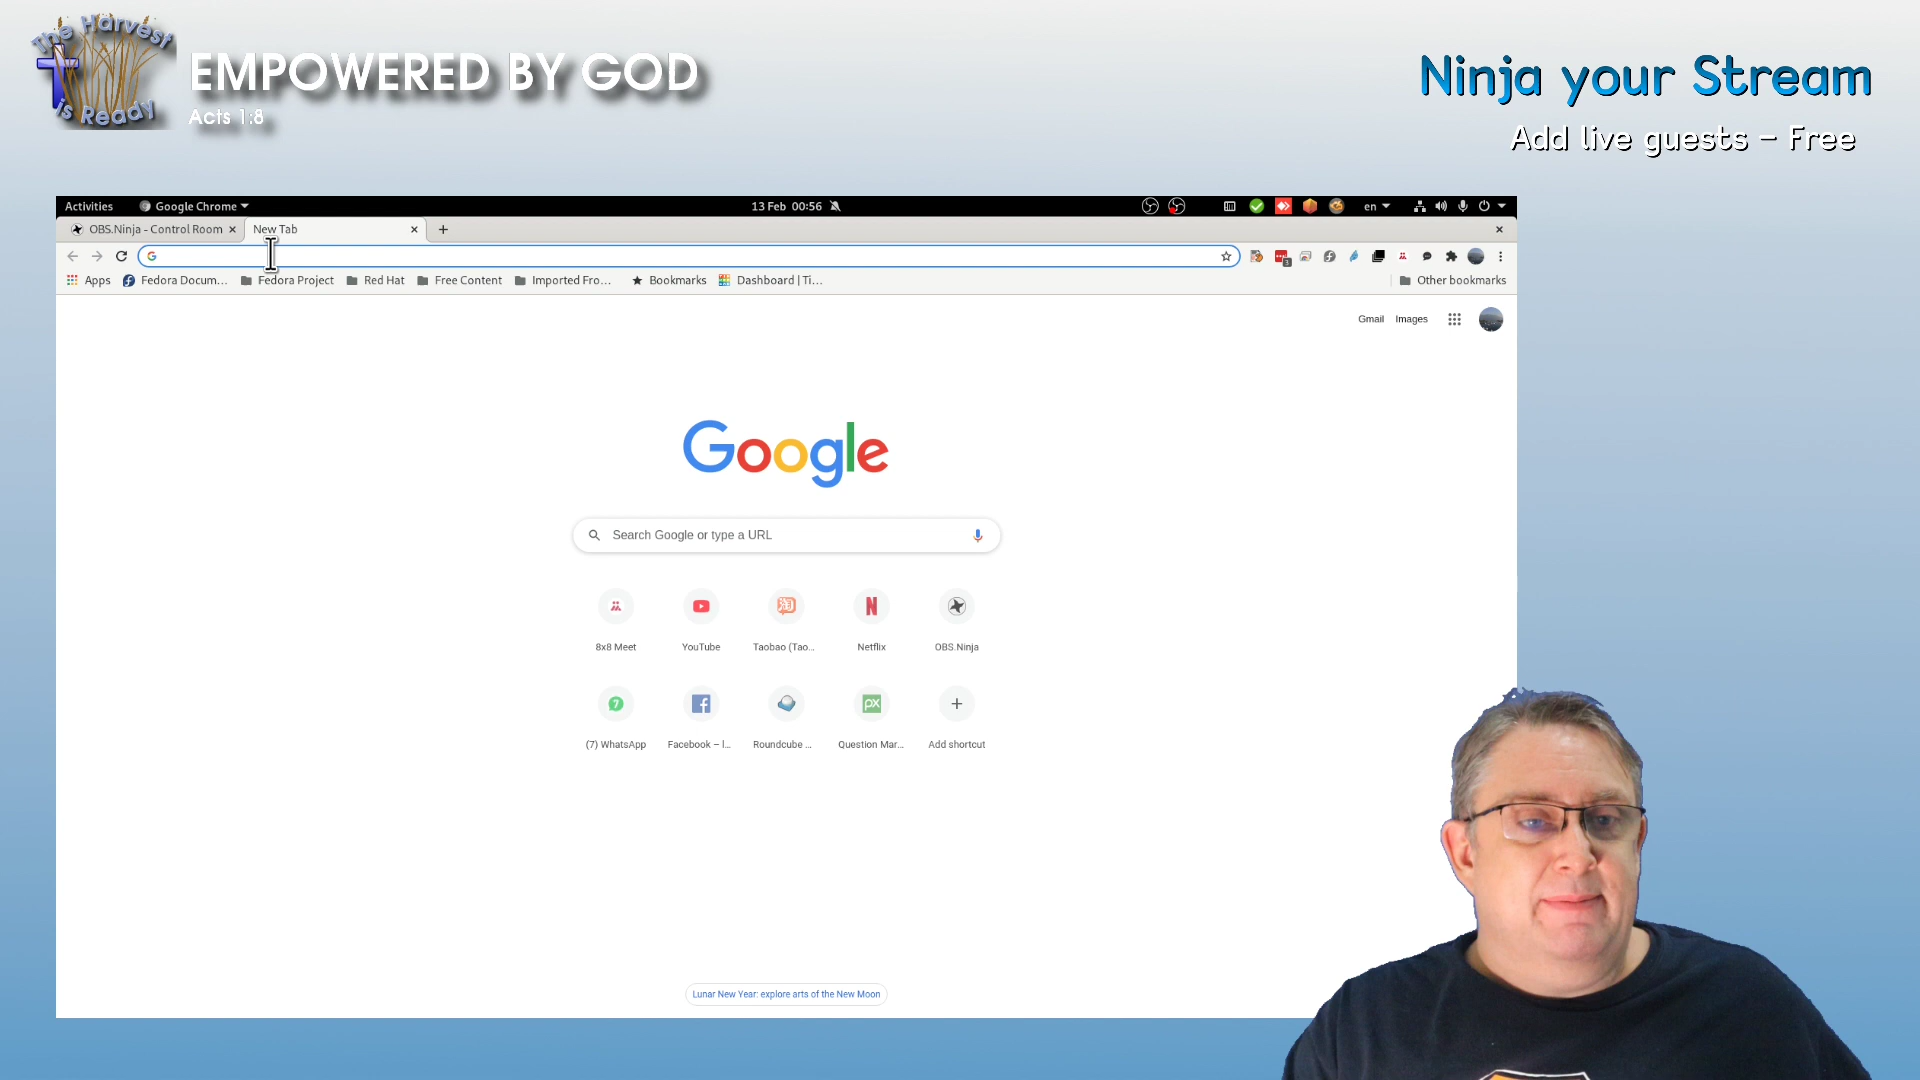 The Harvest
is Ready
EMPOWERED BY GOD
Acts 1:8
Ninja your Stream
Add live guests - Free
Activities
Google Chrome
13 Feb 00:56
en
OBS.Ninja - Control Room
New Tab
Apps
Fedora Docum...
Fedora Project
Red Hat
Free Content
Imported Fro...
Bookmarks
Dashboard | Ti...
Other bookmarks
Gmail
Images
Google
Search Google or type a URL
8x8 Meet
YouTube
Taobao (Tao...
Netflix
OBS.Ninja
(7) WhatsApp
Facebook – l...
Roundcube ...
Question Mar...
Add shortcut
Lunar New Year: explore arts of the New Moon